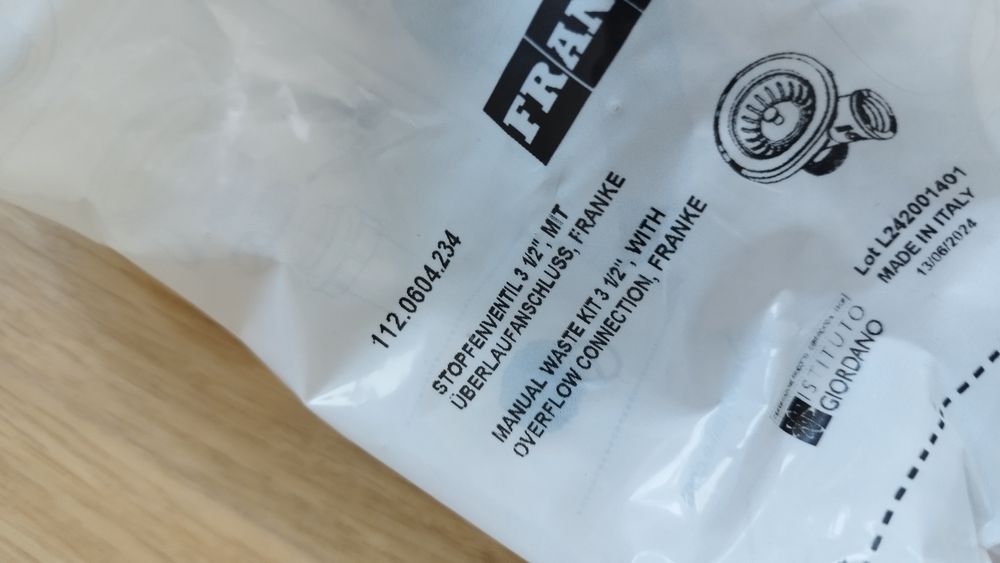 FRAN
112.0604.234
STOPFENVENTIL 3 1/2", MIT
ÜBERLAUFANSCHLUSS, FRANKE
MANUAL WASTE KIT 3 1/2", WITH
OVERFLOW CONNECTION, FRANKE
Lot L242001401
MADE IN ITALY
13/06/2024
ISTITUTO
GIORDANO